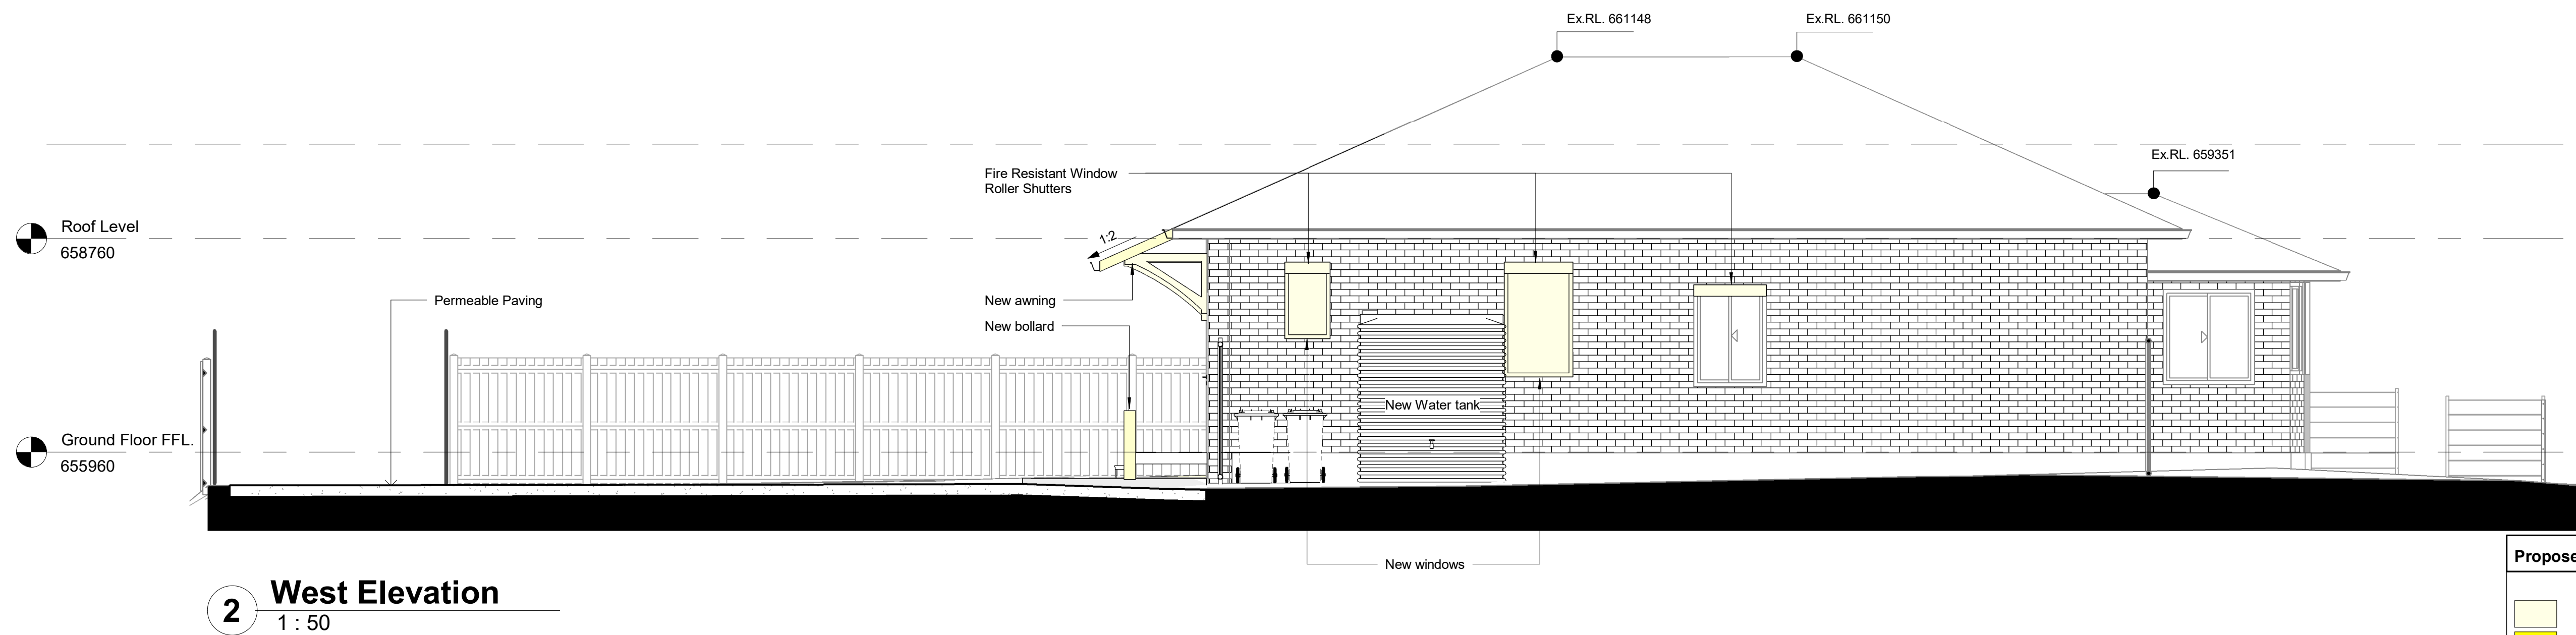 Ex.RL. 661148
Ex.RL. 661150
Ex.RL. 659351
Fire Resistant Window
Roller Shutters
Roof Level
658760
1:2
Permeable Paving
New awning
New bollard
New Water tank
Ground Floor FFL.
655960
New windows
2
West Elevation
1 : 50
Propose